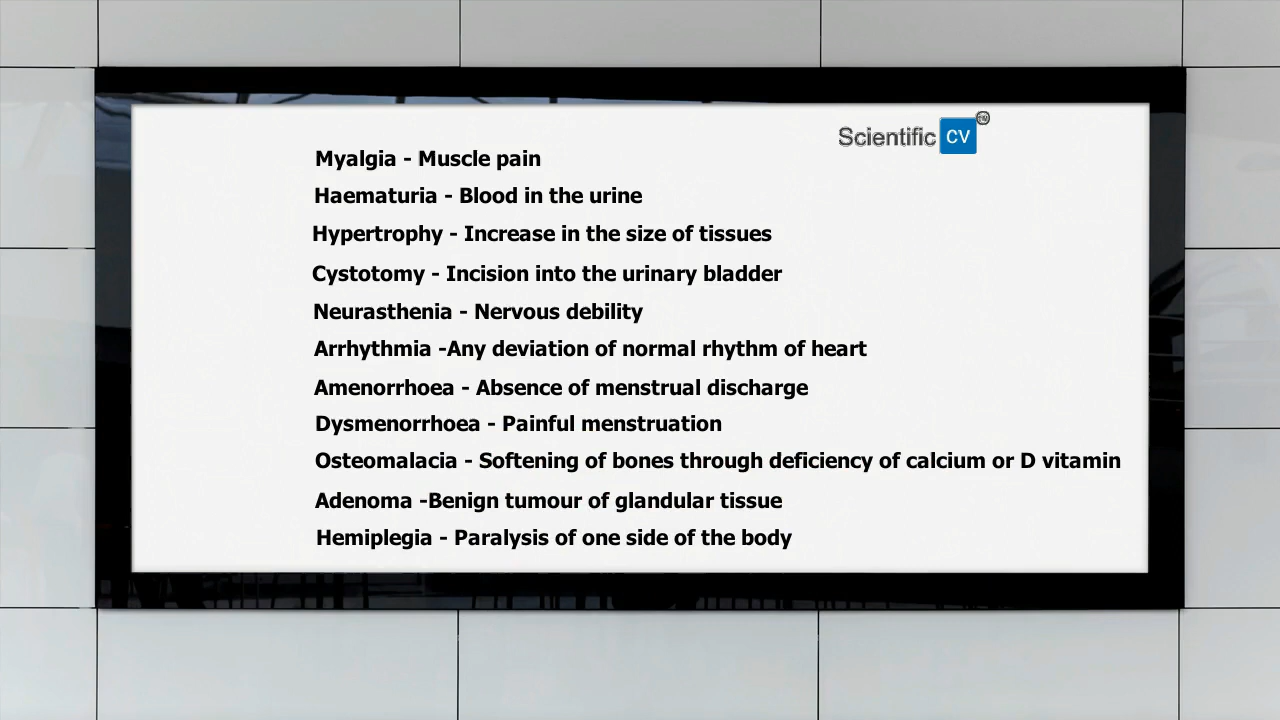 Scientific CV
Myalgia - Muscle pain
Haematuria - Blood in the urine
Hypertrophy - Increase in the size of tissues
Cystotomy - Incision into the urinary bladder
Neurasthenia - Nervous debility
Arrhythmia -Any deviation of normal rhythm of heart
Amenorrhoea - Absence of menstrual discharge
Dysmenorrhoea - Painful menstruation
Osteomalacia - Softening of bones through deficiency of calcium or D vitamin
Adenoma -Benign tumour of glandular tissue
Hemiplegia - Paralysis of one side of the body